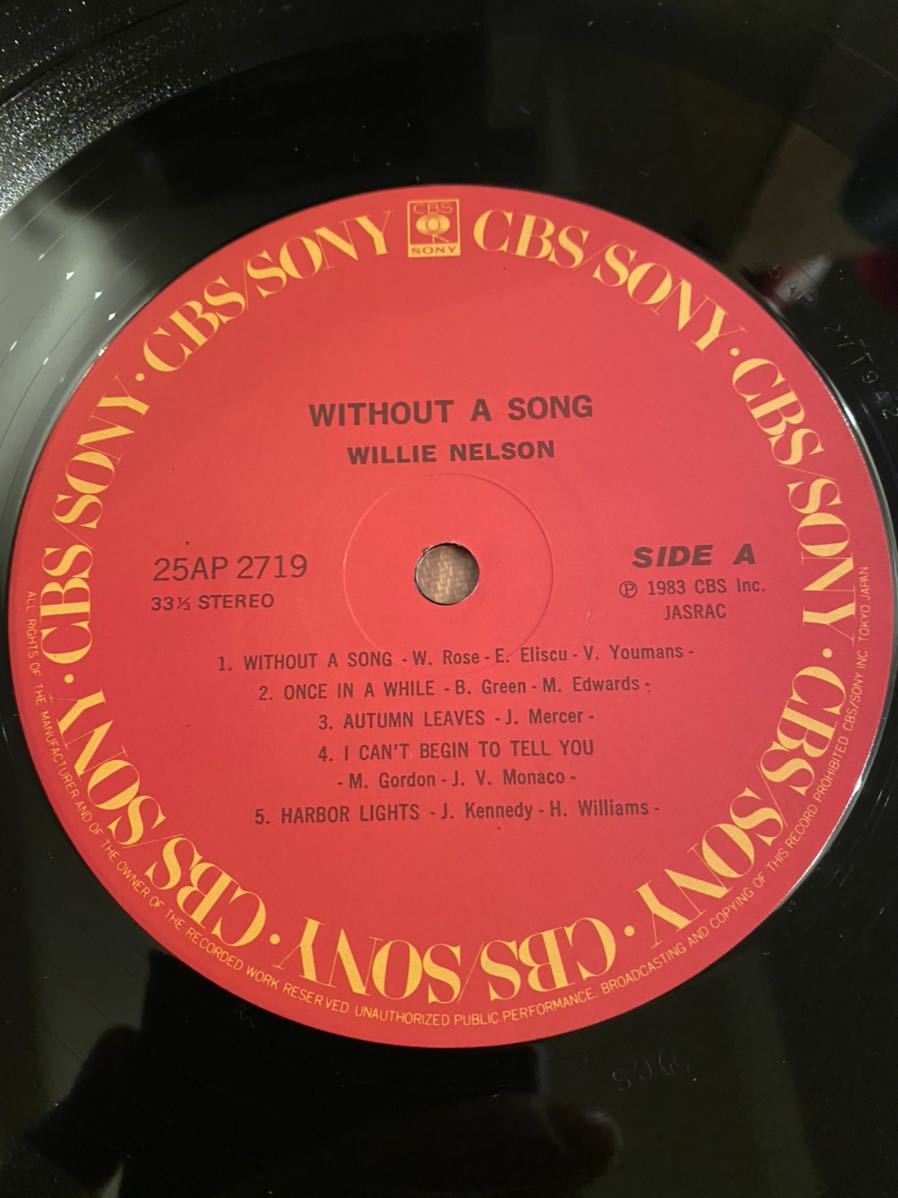 CBS
SONY
CBS/SONY · CBS/SONY · CBS/SONY · CBS/SONY · CBS/SONY · CBS/SONY · CBS/SONY · CBS/SONY · CBS/SONY · CBS/SONY
WITHOUT A SONG
WILLIE NELSON
25AP 2719
33⅓ STEREO
SIDE A
℗ 1983 CBS Inc.
JASRAC
1. WITHOUT A SONG - W. Rose - E. Eliscu - V. Youmans -
2. ONCE IN A WHILE - B. Green - M. Edwards -
3. AUTUMN LEAVES - J. Mercer -
4. I CAN'T BEGIN TO TELL YOU
- M. Gordon - J. V. Monaco -
5. HARBOR LIGHTS - J. Kennedy - H. Williams -
ALL RIGHTS OF THE MANUFACTURER AND OF THE OWNER OF THE RECORDED WORK RESERVED UNAUTHORIZED PUBLIC PERFORMANCE. BROADCASTING AND COPYING OF THIS RECORD PROHIBITED CBS/SONY INC. TOKYO JAPAN